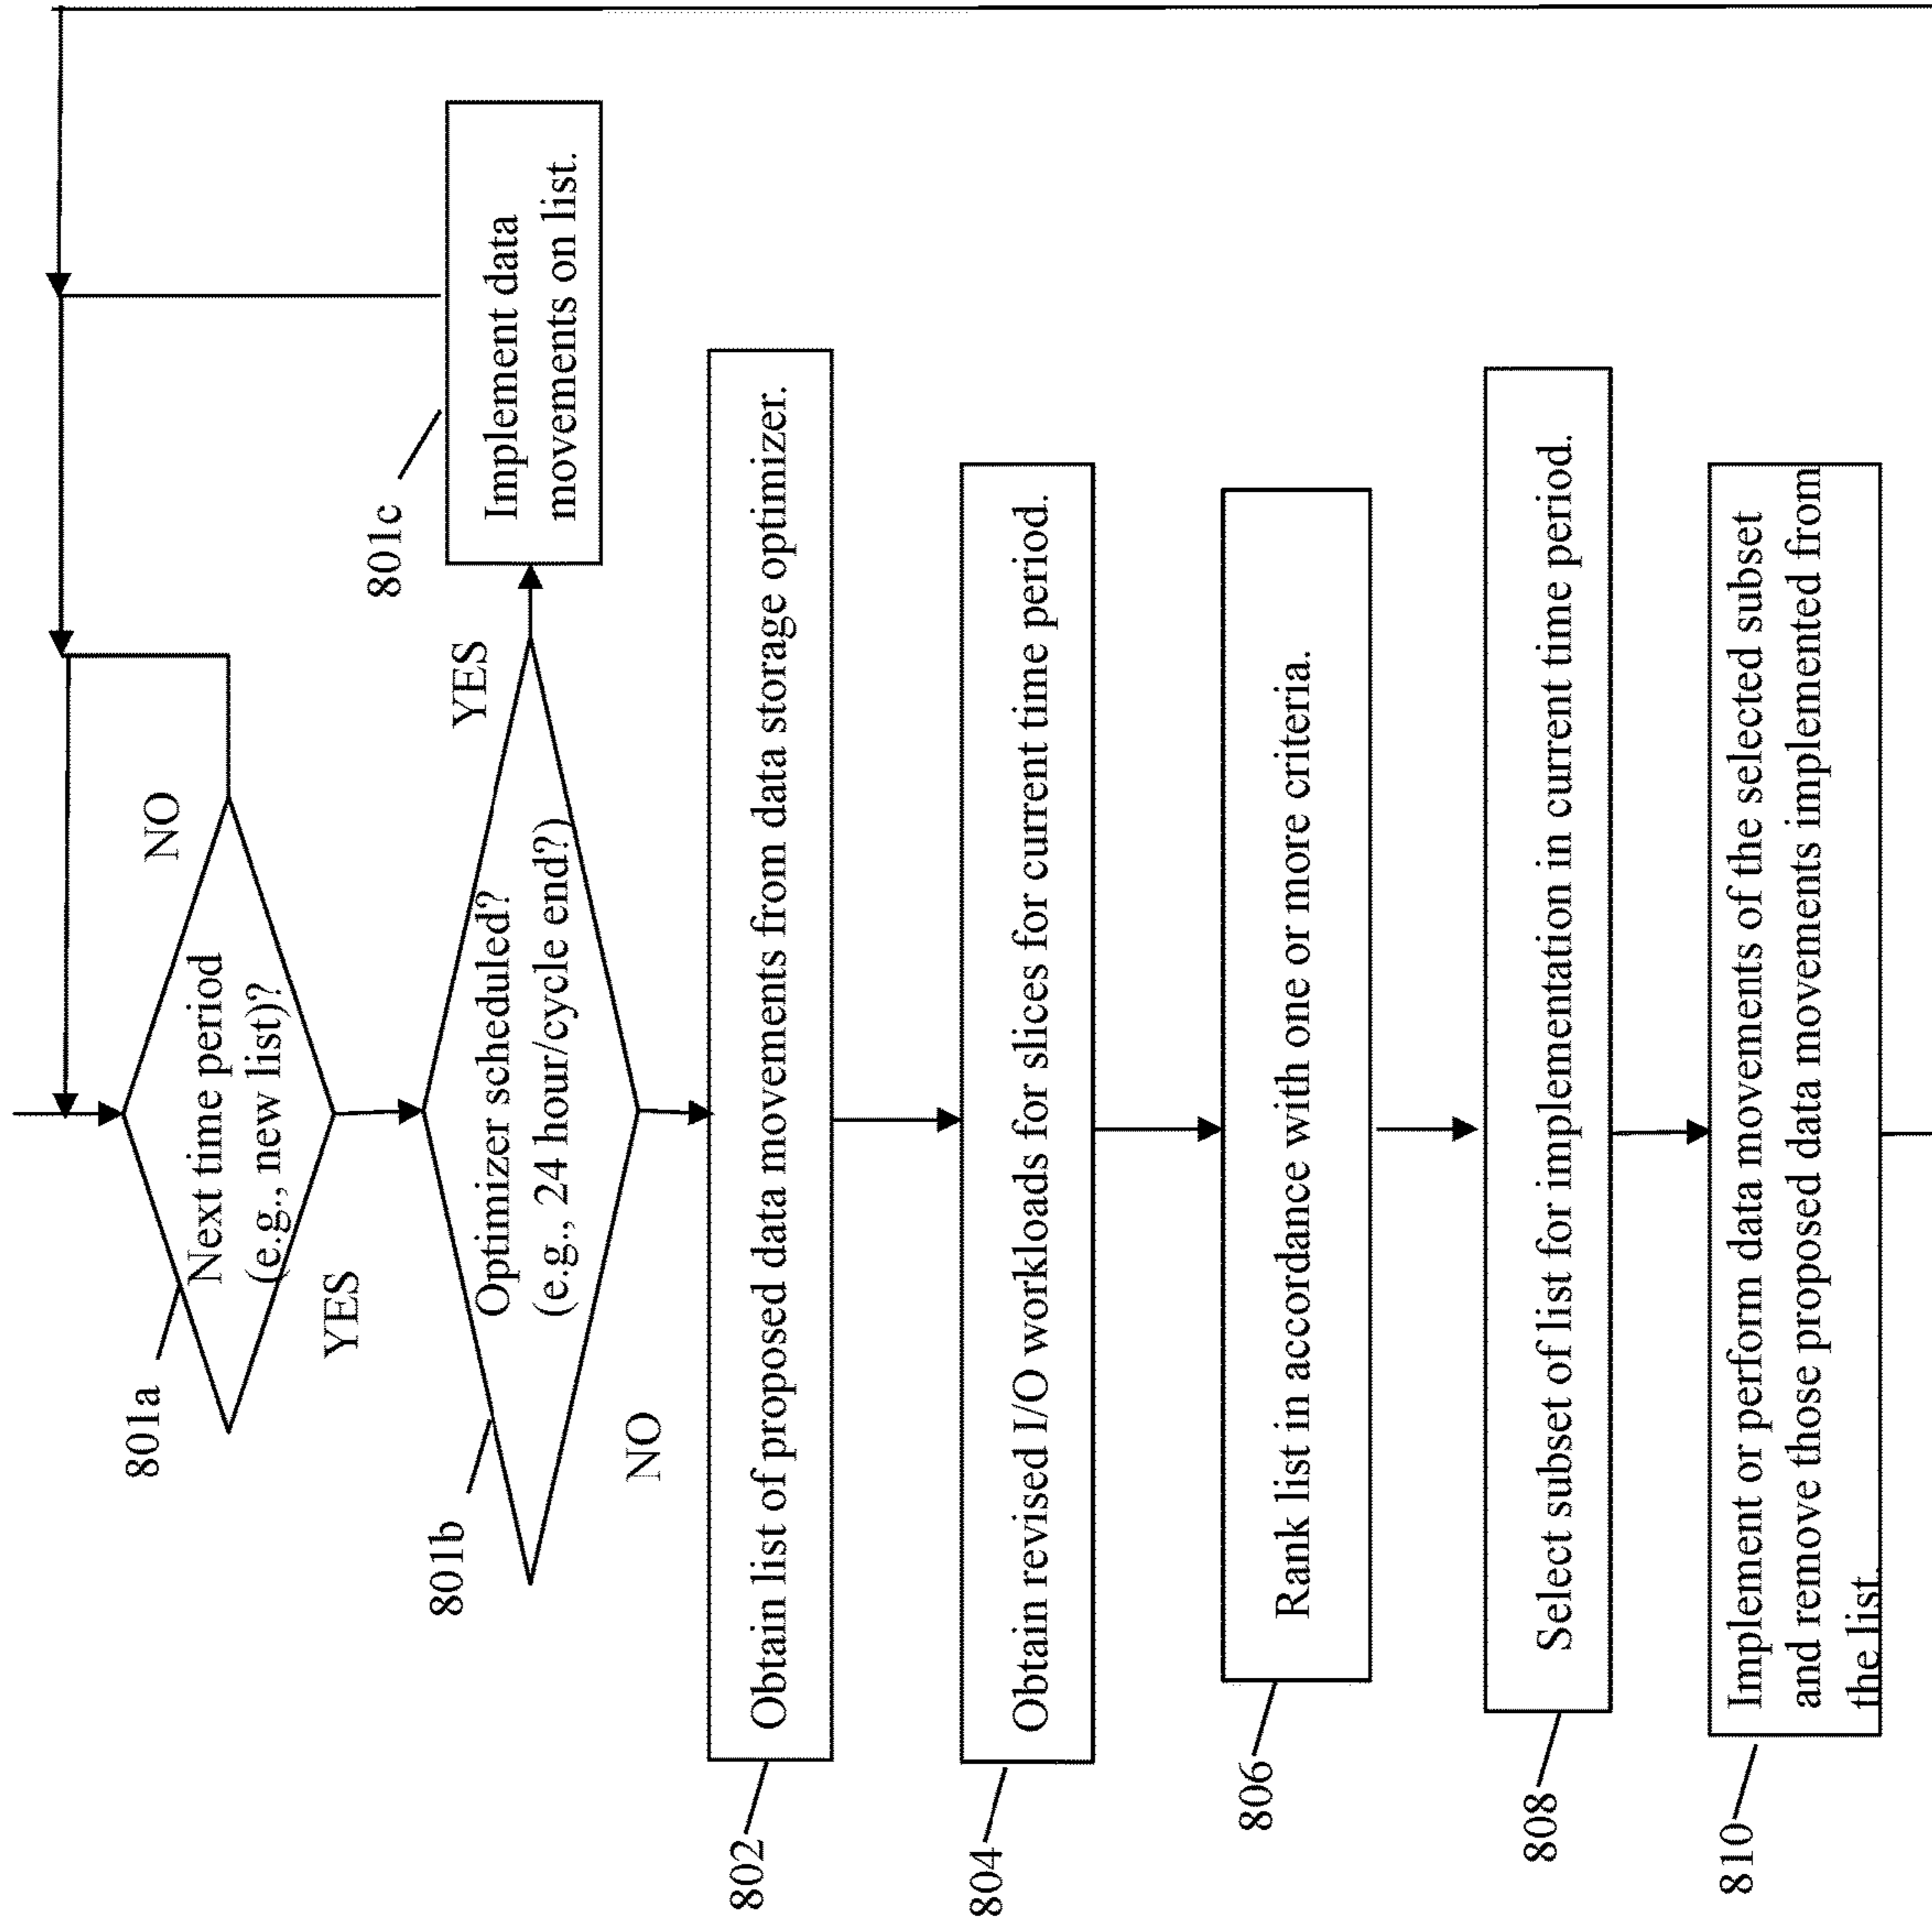 801a
Next time period
(e.g., new list)?
NO
YES
801b
Optimizer scheduled?
(e.g., 24 hour/cycle end?)
YES
NO
801c
Implement data
movements on list.
802
Obtain list of proposed data movements from data storage optimizer.
804
Obtain revised I/O workloads for slices for current time period.
806
Rank list in accordance with one or more criteria.
808
Select subset of list for implementation in current time period.
810
Implement or perform data movements of the selected subset
and remove those proposed data movements implemented from
the list.